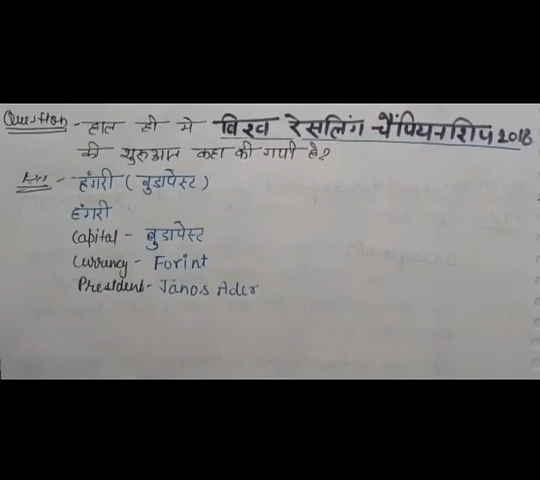 Question - हाल ही मे विश्व रेसलिंग चैंपियनशिप 2018
की शुरुआत कहा की गयी है?
Ans - हंगरी (बुडापेस्ट)
हंगरी
Capital - बुडापेस्ट
Currency - Forint
President - János Ader